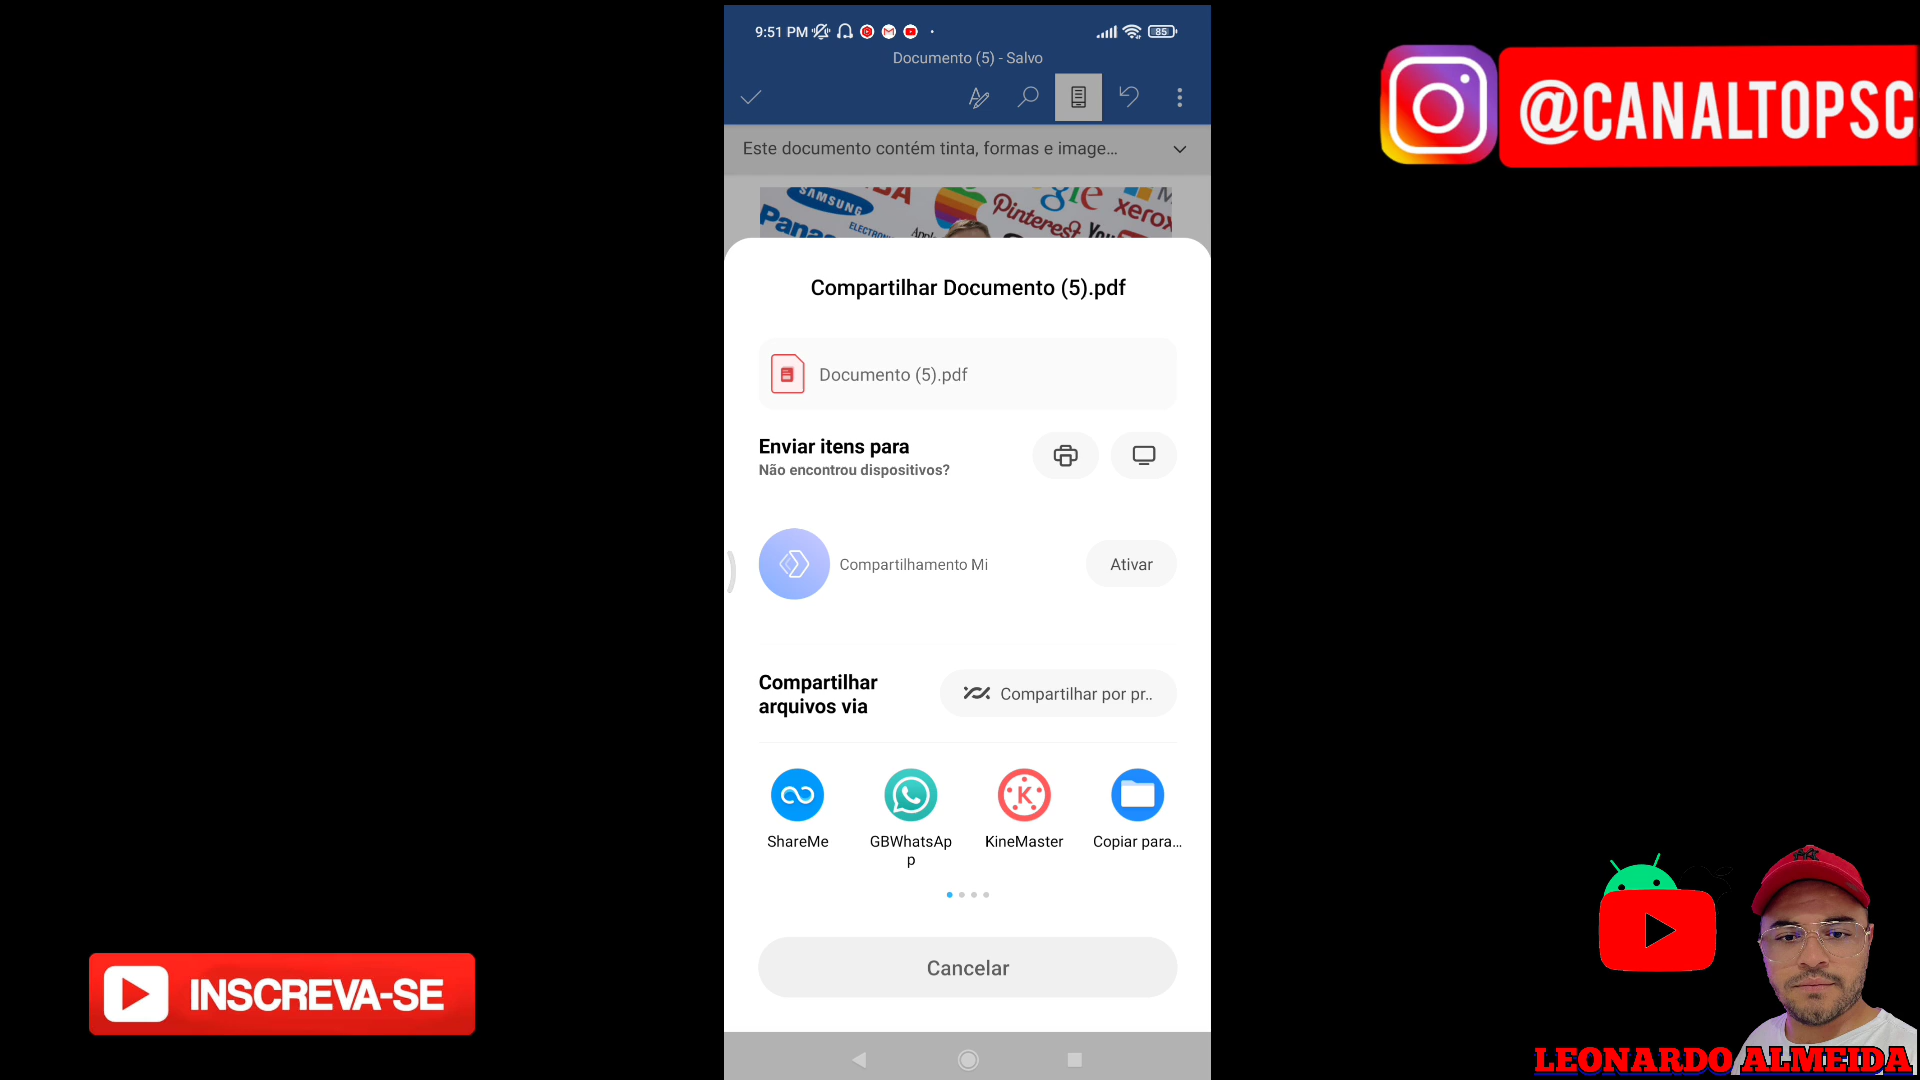 9:51 PM
85
Documento (5) - Salvo
Este documento contém tinta, formas e image...
SAMSUNG
Pinterest
xerox
Compartilhar Documento (5).pdf
Documento (5).pdf
Enviar itens para
Não encontrou dispositivos?
Compartilhamento Mi
Ativar
Compartilhar
arquivos via
Compartilhar por pr..
ShareMe
GBWhatsAp
p
KineMaster
Copiar para...
Cancelar
@CANALTOPSC
INSCREVA-SE
LEONARDO ALMEIDA